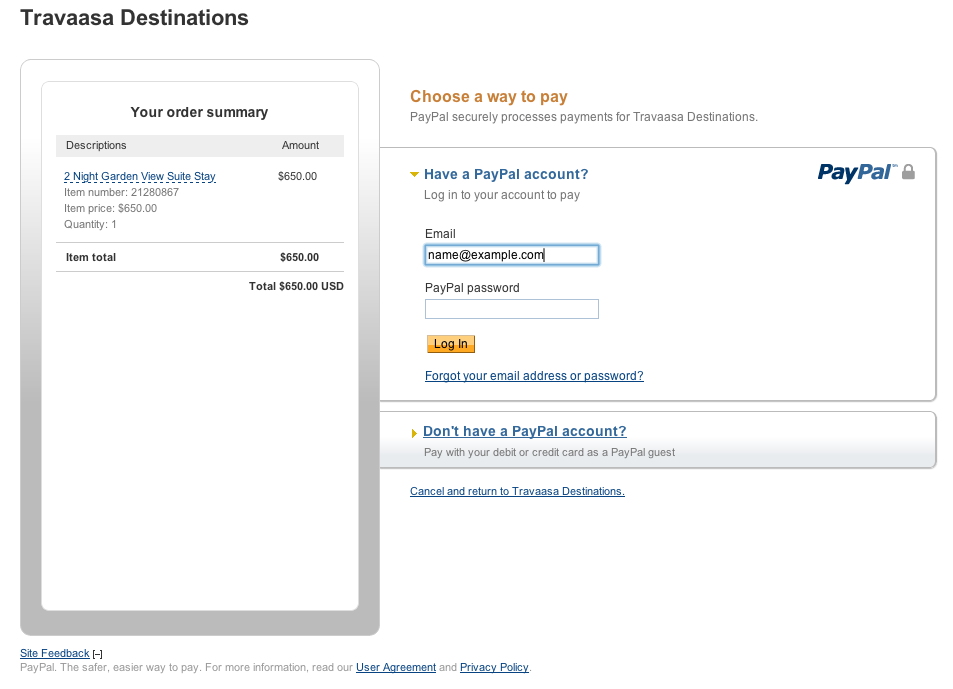 Travaasa Destinations
Your order summary
Descriptions Amount
2 Night Garden View Suite Stay $650.00
Item number: 21280867
Item price: $650.00
Quantity: 1
Item total $650.00
Total $650.00 USD
Choose a way to pay
PayPal securely processes payments for Travaasa Destinations.
Have a PayPal account?
PayPal
Log in to your account to pay
Email
name@example.com
PayPal password
Log In
Forgot your email address or password?
Don't have a PayPal account?
Pay with your debit or credit card as a PayPal guest
Cancel and return to Travaasa Destinations.
Site Feedback [–]
PayPal. The safer, easier way to pay. For more information, read our User Agreement and Privacy Policy.